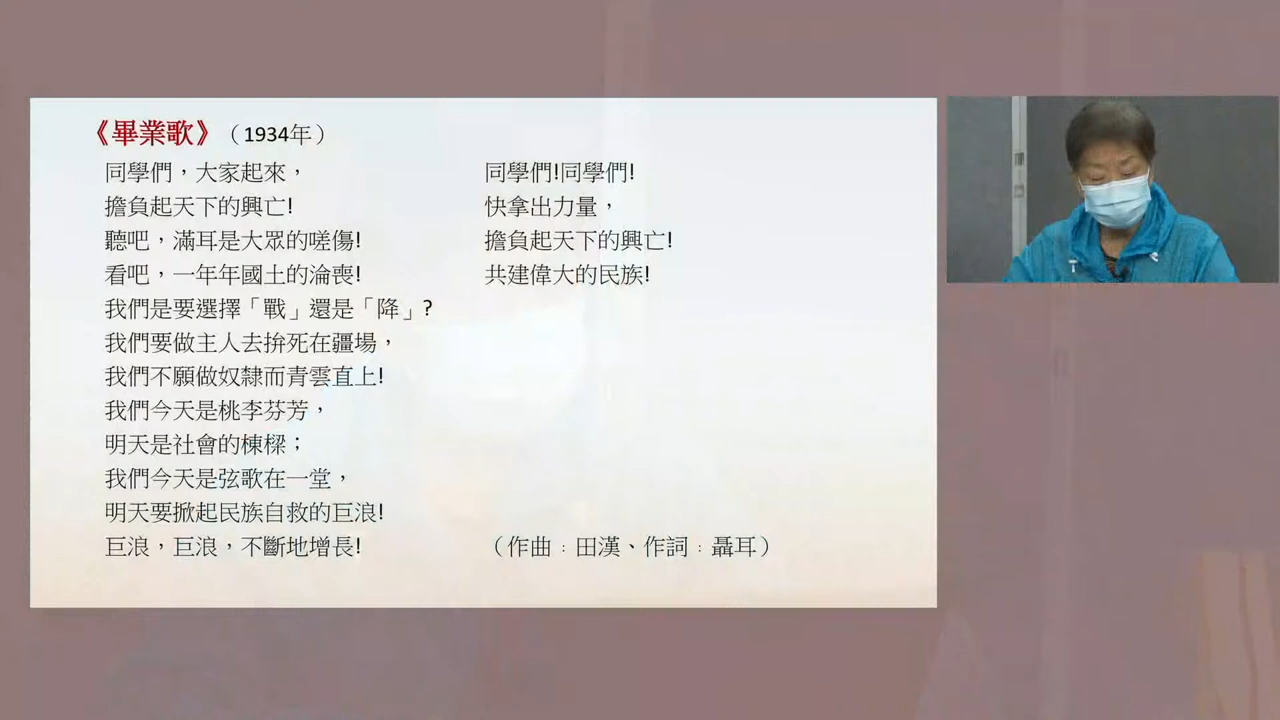 《畢業歌》（1934年）
同學們，大家起來，
擔負起天下的興亡!
聽吧，滿耳是大眾的嗟傷!
看吧，一年年國土的淪喪!
我們是要選擇「戰」還是「降」?
我們要做主人去拚死在疆場，
我們不願做奴隸而青雲直上!
我們今天是桃李芬芳，
明天是社會的棟樑；
我們今天是弦歌在一堂，
明天要掀起民族自救的巨浪!
巨浪，巨浪，不斷地增長!
同學們!同學們!
快拿出力量，
擔負起天下的興亡!
共建偉大的民族!
（作曲：田漢、作詞：聶耳）